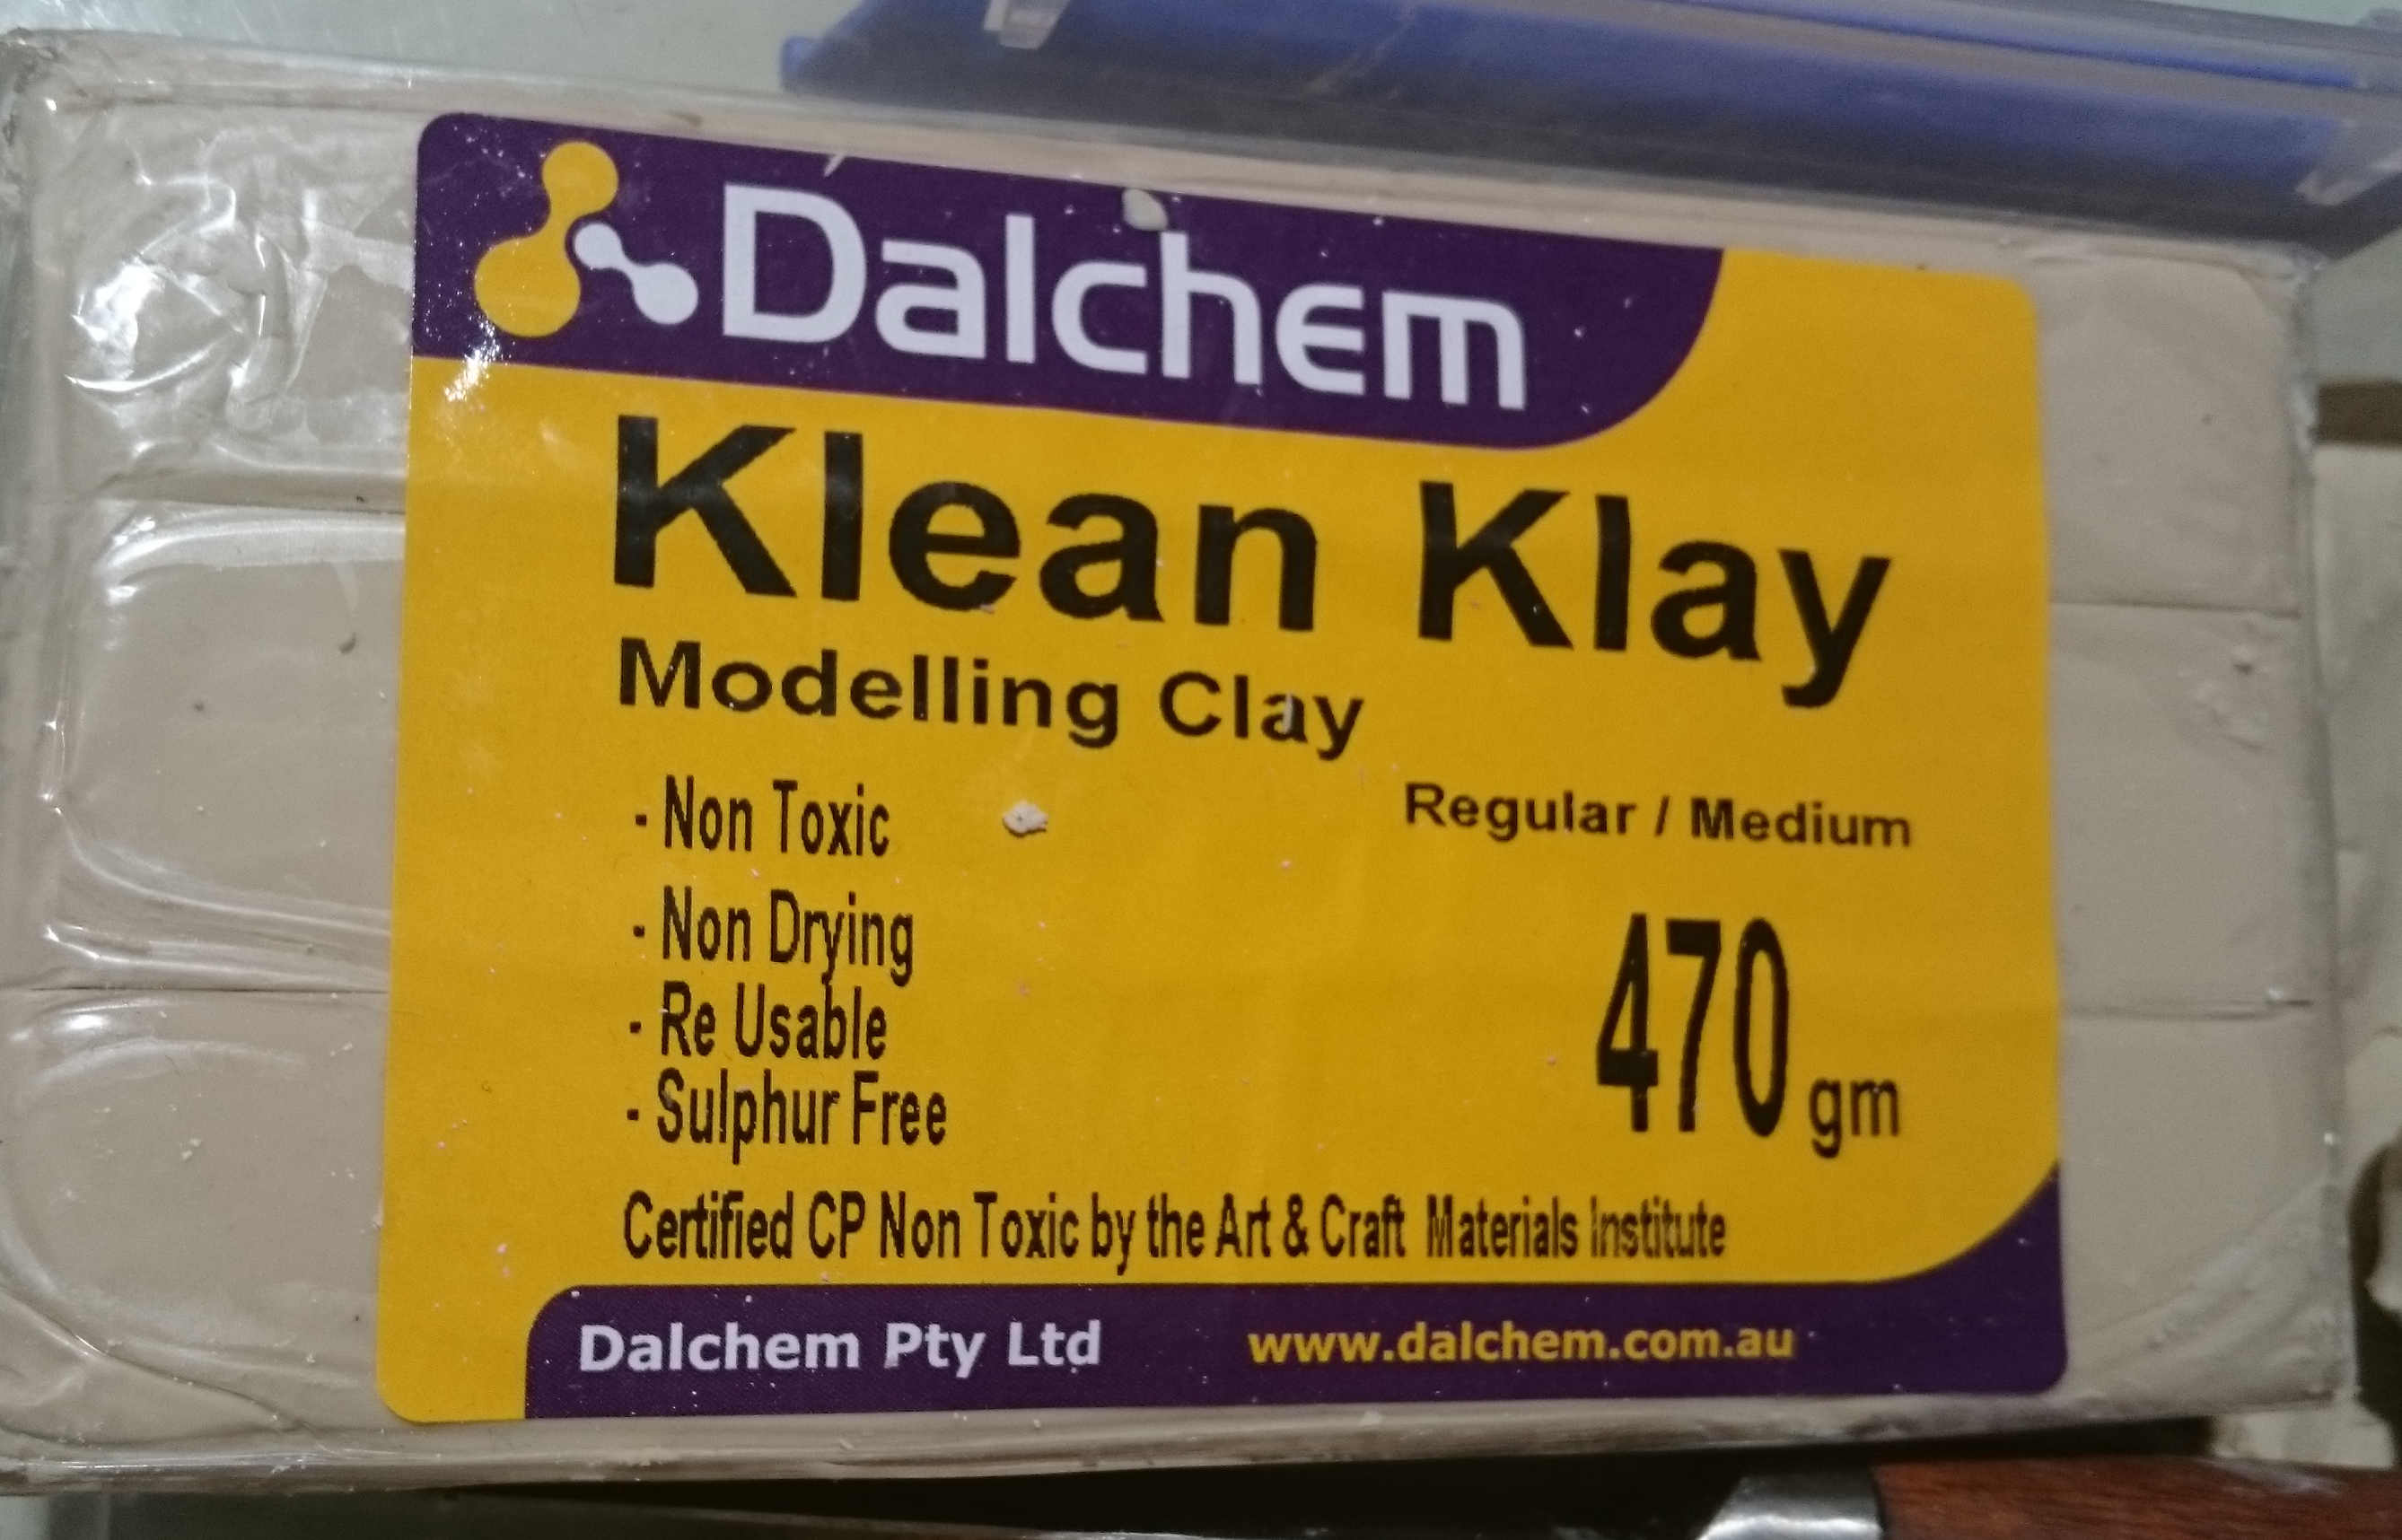 Dalchem
Klean Klay
Modelling Clay
- Non Toxic
Regular / Medium
- Non Drying
- Re Usable
- Sulphur Free
470 gm
Certified CP Non Toxic by the Art & Craft Materials Institute
Dalchem Pty Ltd www.dalchem.com.au